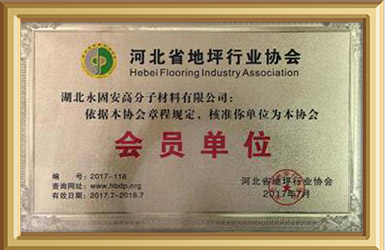 河北省地坪行业协会
Hebei Flooring Industry Association
湖北永固安高分子材料有限公司：
依据本协会章程规定，核准你单位为本协会
会员单位
编 号：2017-118
查询网址：www.hbdp.org
有效日期：2017.7-2018.7
河北省地坪行业协会
2017年7月